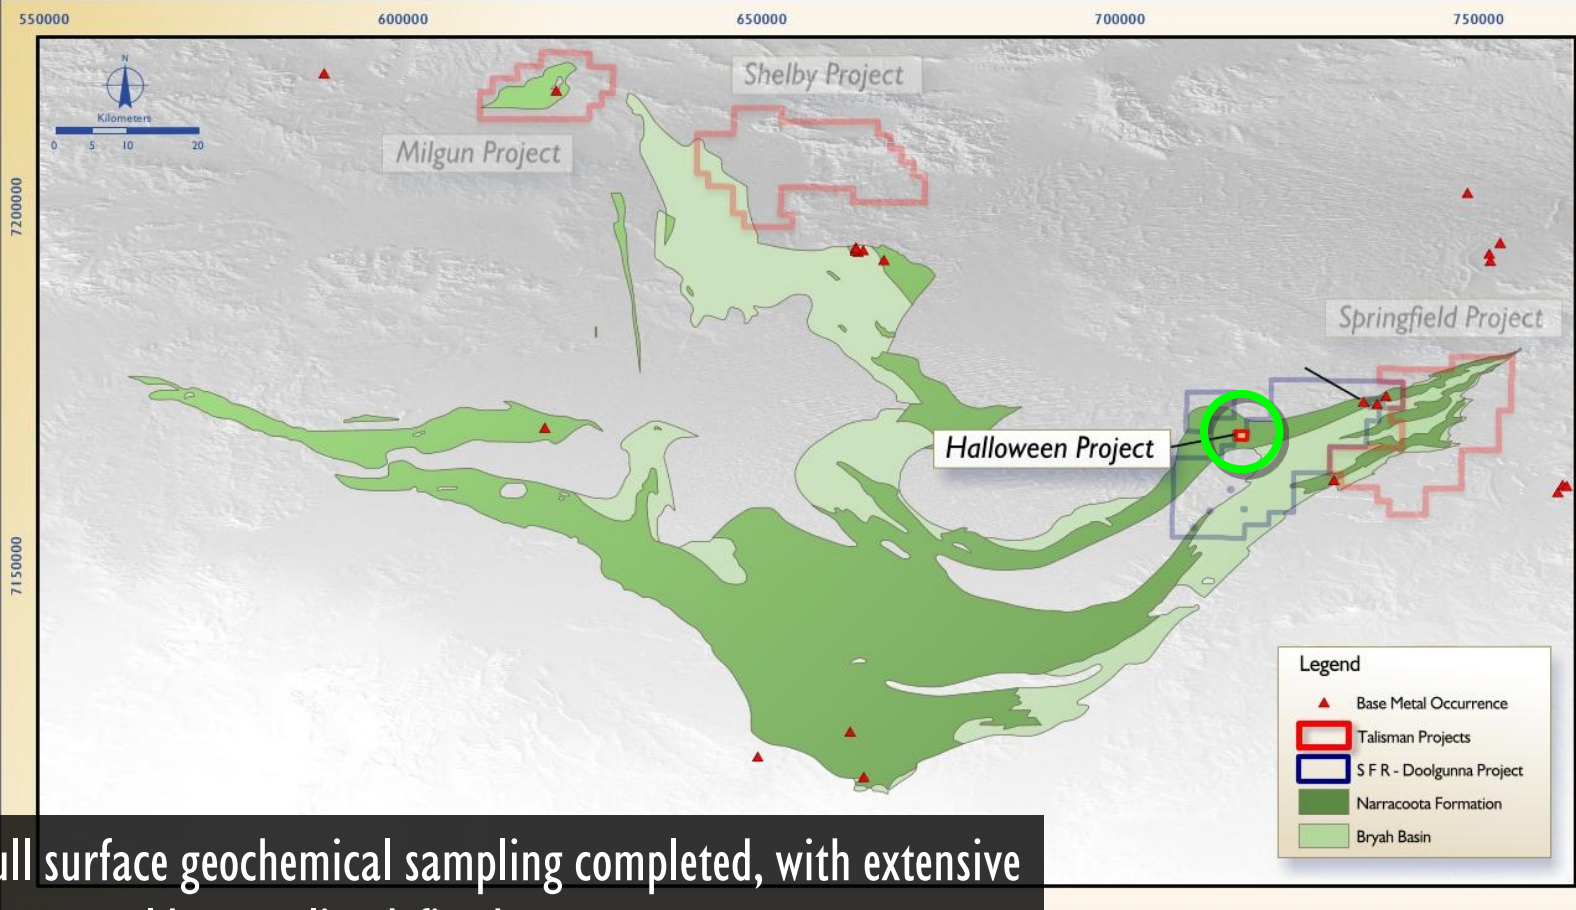 550000
600000
650000
700000
750000
N
Kilometers
0 5 10 20
7200000
7150000
Shelby Project
Milgun Project
Springfield Project
Halloween Project
Legend
Base Metal Occurrence
Talisman Projects
S F R - Doolgunna Project
Narracoota Formation
Bryah Basin
ull surface geochemical sampling completed, with extensive